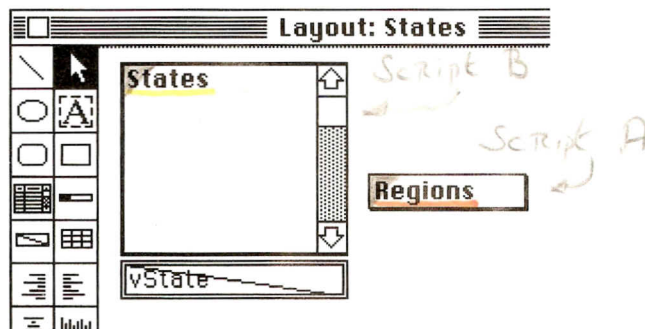 Layout: States
States
Script B
Script A
A
Regions
vState